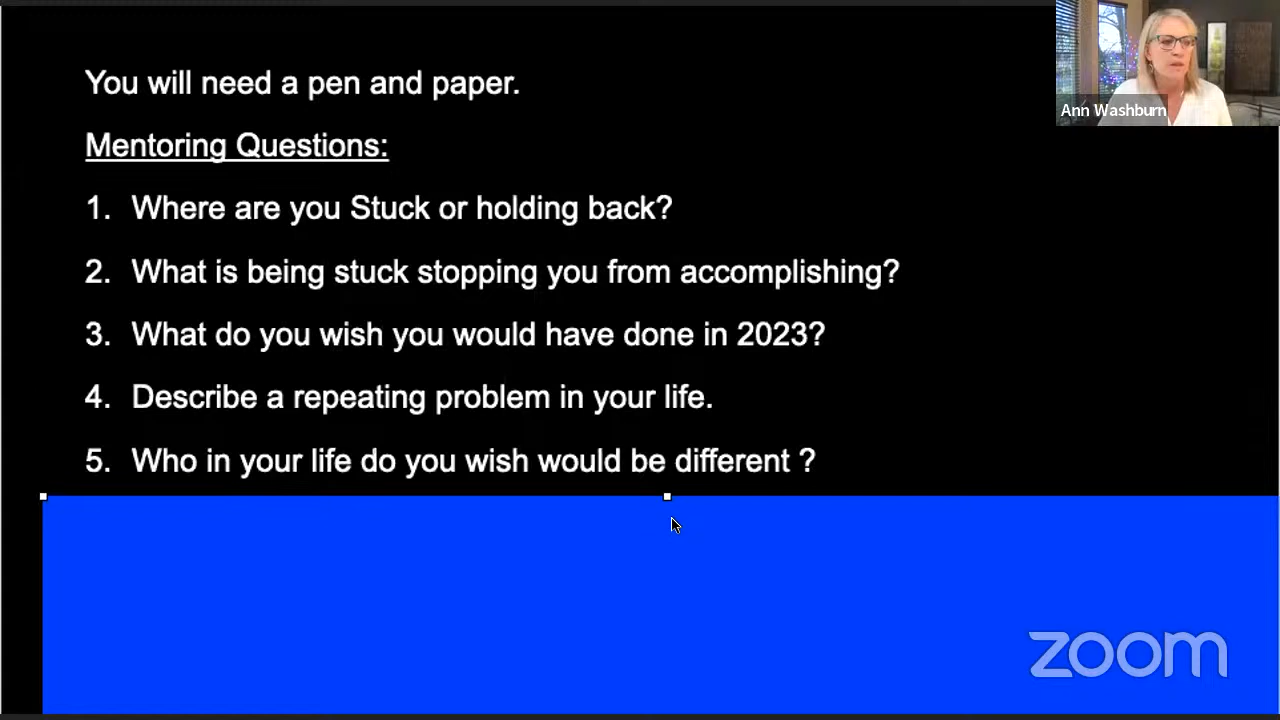 You will need a pen and paper.
Ann Washburn
Mentoring Questions:
1. Where are you Stuck or holding back?
2. What is being stuck stopping you from accomplishing?
3. What do you wish you would have done in 2023?
4. Describe a repeating problem in your life.
5. Who in your life do you wish would be different ?
zoom